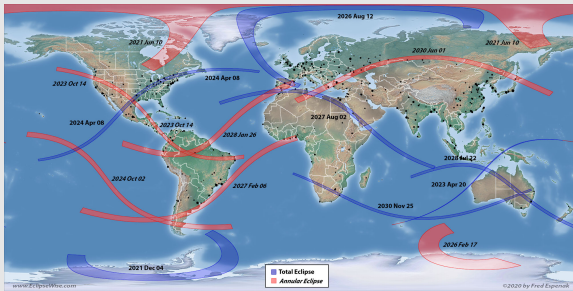 2026 Aug 12
2021 Jun 10
2021 Jun 10
2030 Jun 01
2024 Apr 08
2023 Oct 14
2027 Aug 02
2024 Apr 08
2023 Oct 14
2028 Jan 26
2028 Jul 22
2024 Oct 02
2027 Feb 06
2023 Apr 20
2030 Nov 25
2026 Feb 17
2021 Dec 04
Total Eclipse
Annular Eclipse
www.EclipseWise.com
©2020 by Fred Espenak